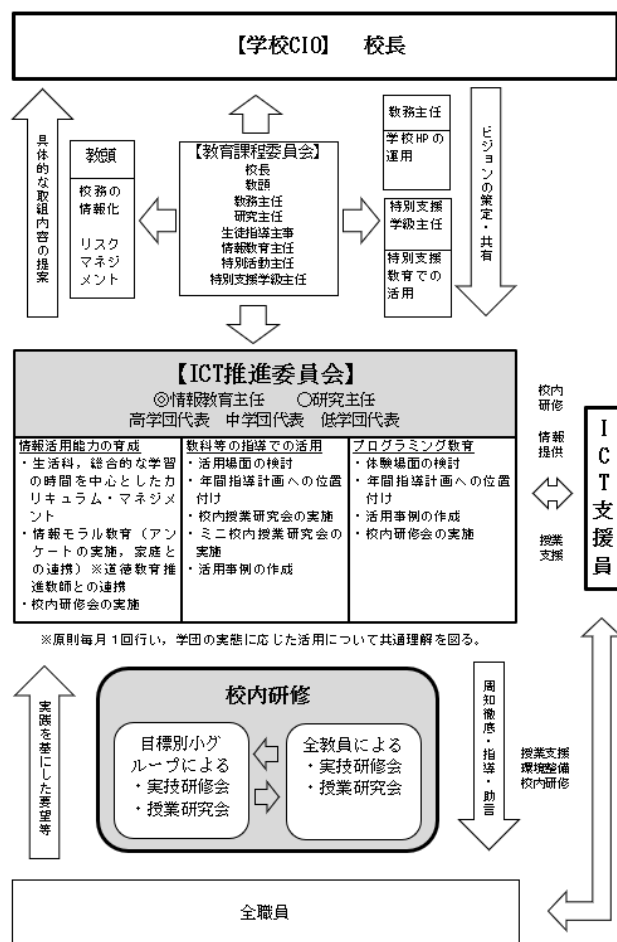 【学校CIO】　校長
具体的な取組内容の提案
教頭
校務の
情報化
リスク
マネジ
メント
【教育課程委員会】
校長
教頭
教務主任
研究主任
生徒指導主事
情報教育主任
特別活動主任
特別支援学級主任
教務主任
学校HPの
運用
特別支援
学級主任
特別支援
教育での
活用
ビジョンの策定・共有
【ICT推進委員会】
◎情報教育主任　○研究主任
高学団代表　中学団代表　低学団代表
情報活用能力の育成
・生活科，総合的な学習
の時間を中心としたカ
リキュラム・マネジメ
ント
・情報モラル教育（アン
ケートの実施，家庭と
の連携）※道徳教育推
進教師との連携
・校内研修会の実施
教科等の指導での活用
・活用場面の検討
・年間指導計画への位置
付け
・校内授業研究会の実施
・ミニ校内授業研究会の
実施
・活用事例の作成
プログラミング教育
・体験場面の検討
・年間指導計画への位置
付け
・活用事例の作成
・校内研修会の実施
校内
研修
情報
提供
授業
支援
ICT支援員
※原則毎月1回行い，学団の実態に応じた活用について共通理解を図る。
実践を基にした要望等
校内研修
目標別小グ
ループによる
・実技研修会
・授業研究会
全教員による
・実技研修会
・授業研究会
周知徹底・指導・助言
授業支援
環境整備
校内研修
全職員